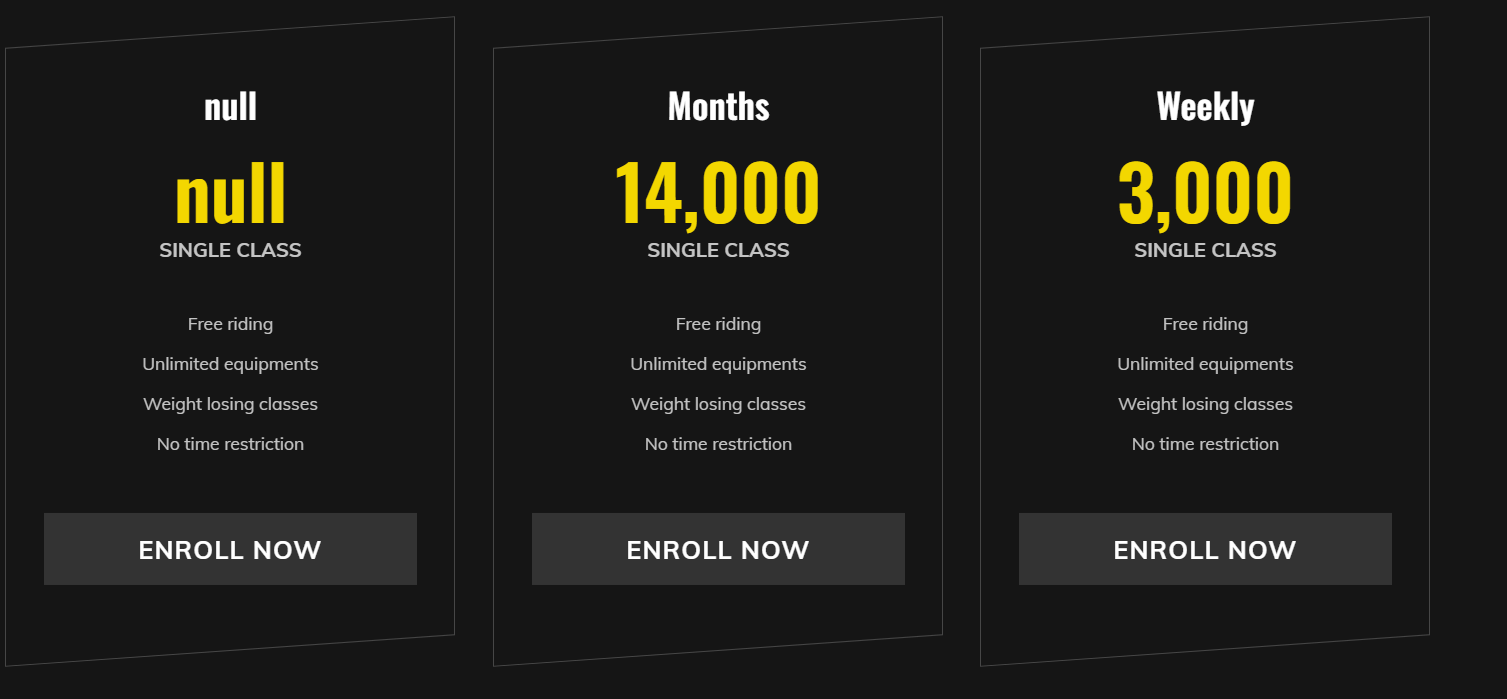 null
null
SINGLE CLASS
Free riding
Unlimited equipments
Weight losing classes
No time restriction
ENROLL NOW
Months
14,000
SINGLE CLASS
Free riding
Unlimited equipments
Weight losing classes
No time restriction
ENROLL NOW
Weekly
3,000
SINGLE CLASS
Free riding
Unlimited equipments
Weight losing classes
No time restriction
ENROLL NOW